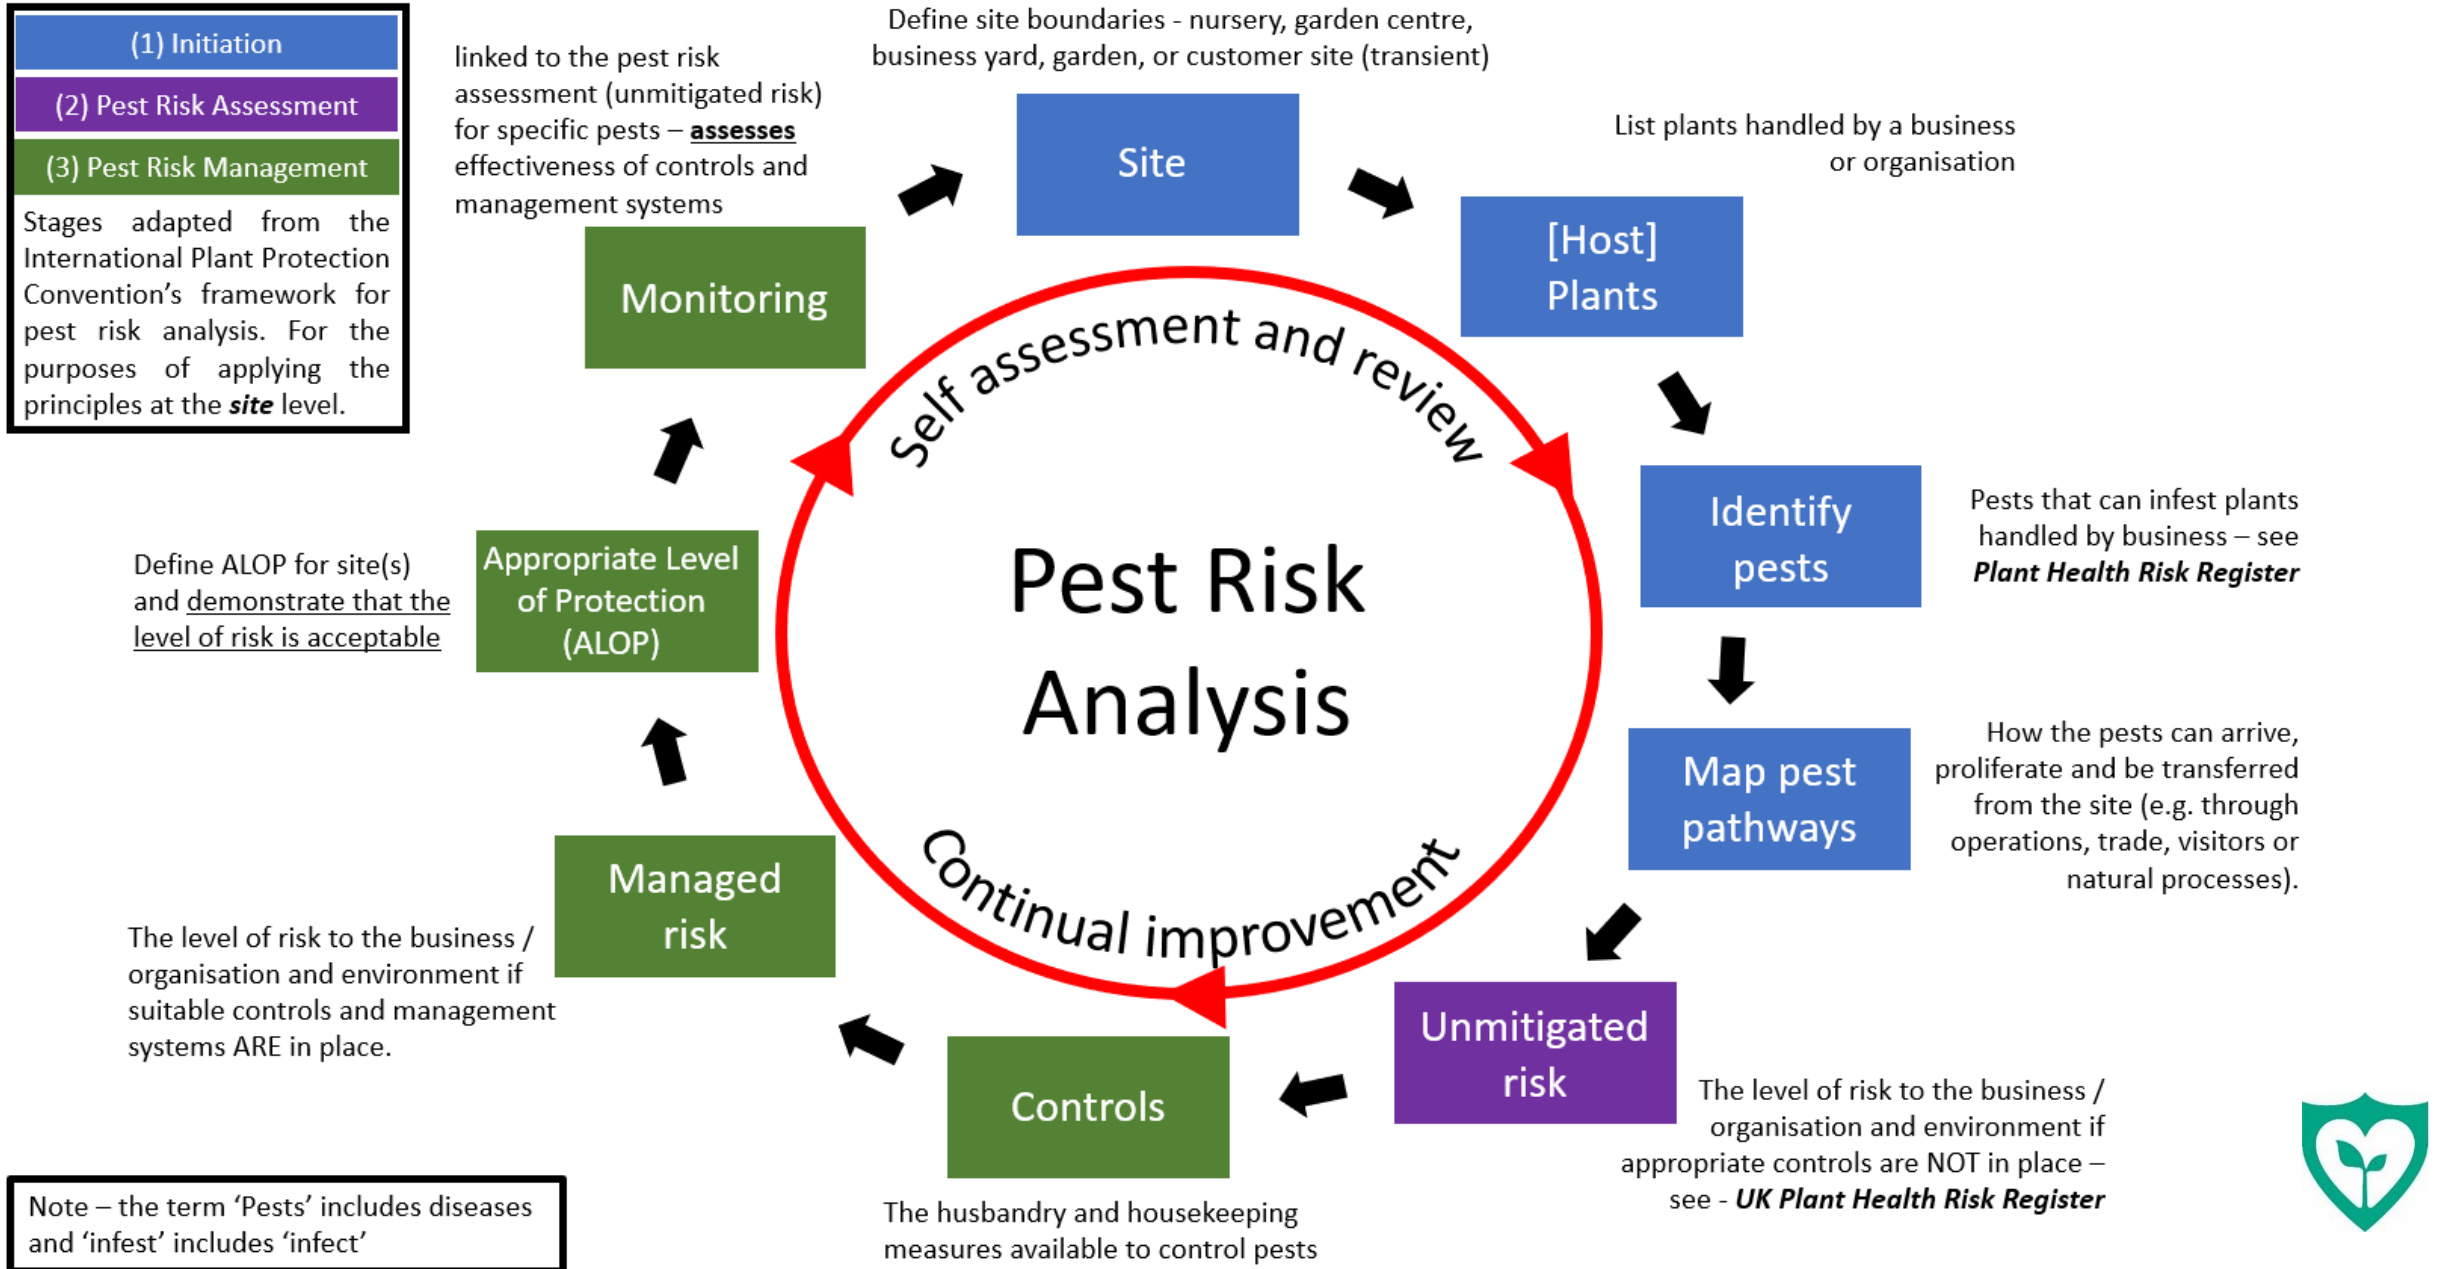 (1) Initiation
(2) Pest Risk Assessment
(3) Pest Risk Management
Stages adapted from the
International Plant Protection
Convention’s framework for
pest risk analysis. For the
purposes of applying the
principles at the site level.
linked to the pest risk
assessment (unmitigated risk)
for specific pests – assesses
effectiveness of controls and
management systems
Monitoring
Define site boundaries - nursery, garden centre,
business yard, garden, or customer site (transient)
Site
List plants handled by a business
or organisation
[Host]
Plants
Identify
pests
Pests that can infest plants
handled by business – see
Plant Health Risk Register
Map pest
pathways
How the pests can arrive,
proliferate and be transferred
from the site (e.g. through
operations, trade, visitors or
natural processes).
Unmitigated
risk
The level of risk to the business /
organisation and environment if
appropriate controls are NOT in place –
see - UK Plant Health Risk Register
Controls
The husbandry and housekeeping
measures available to control pests
Managed
risk
The level of risk to the business /
organisation and environment if
suitable controls and management
systems ARE in place.
Appropriate Level
of Protection
(ALOP)
Define ALOP for site(s)
and demonstrate that the
level of risk is acceptable
Self assessment and review
Pest Risk
Analysis
Continual improvement
Note – the term ‘Pests’ includes diseases
and ‘infest’ includes ‘infect’